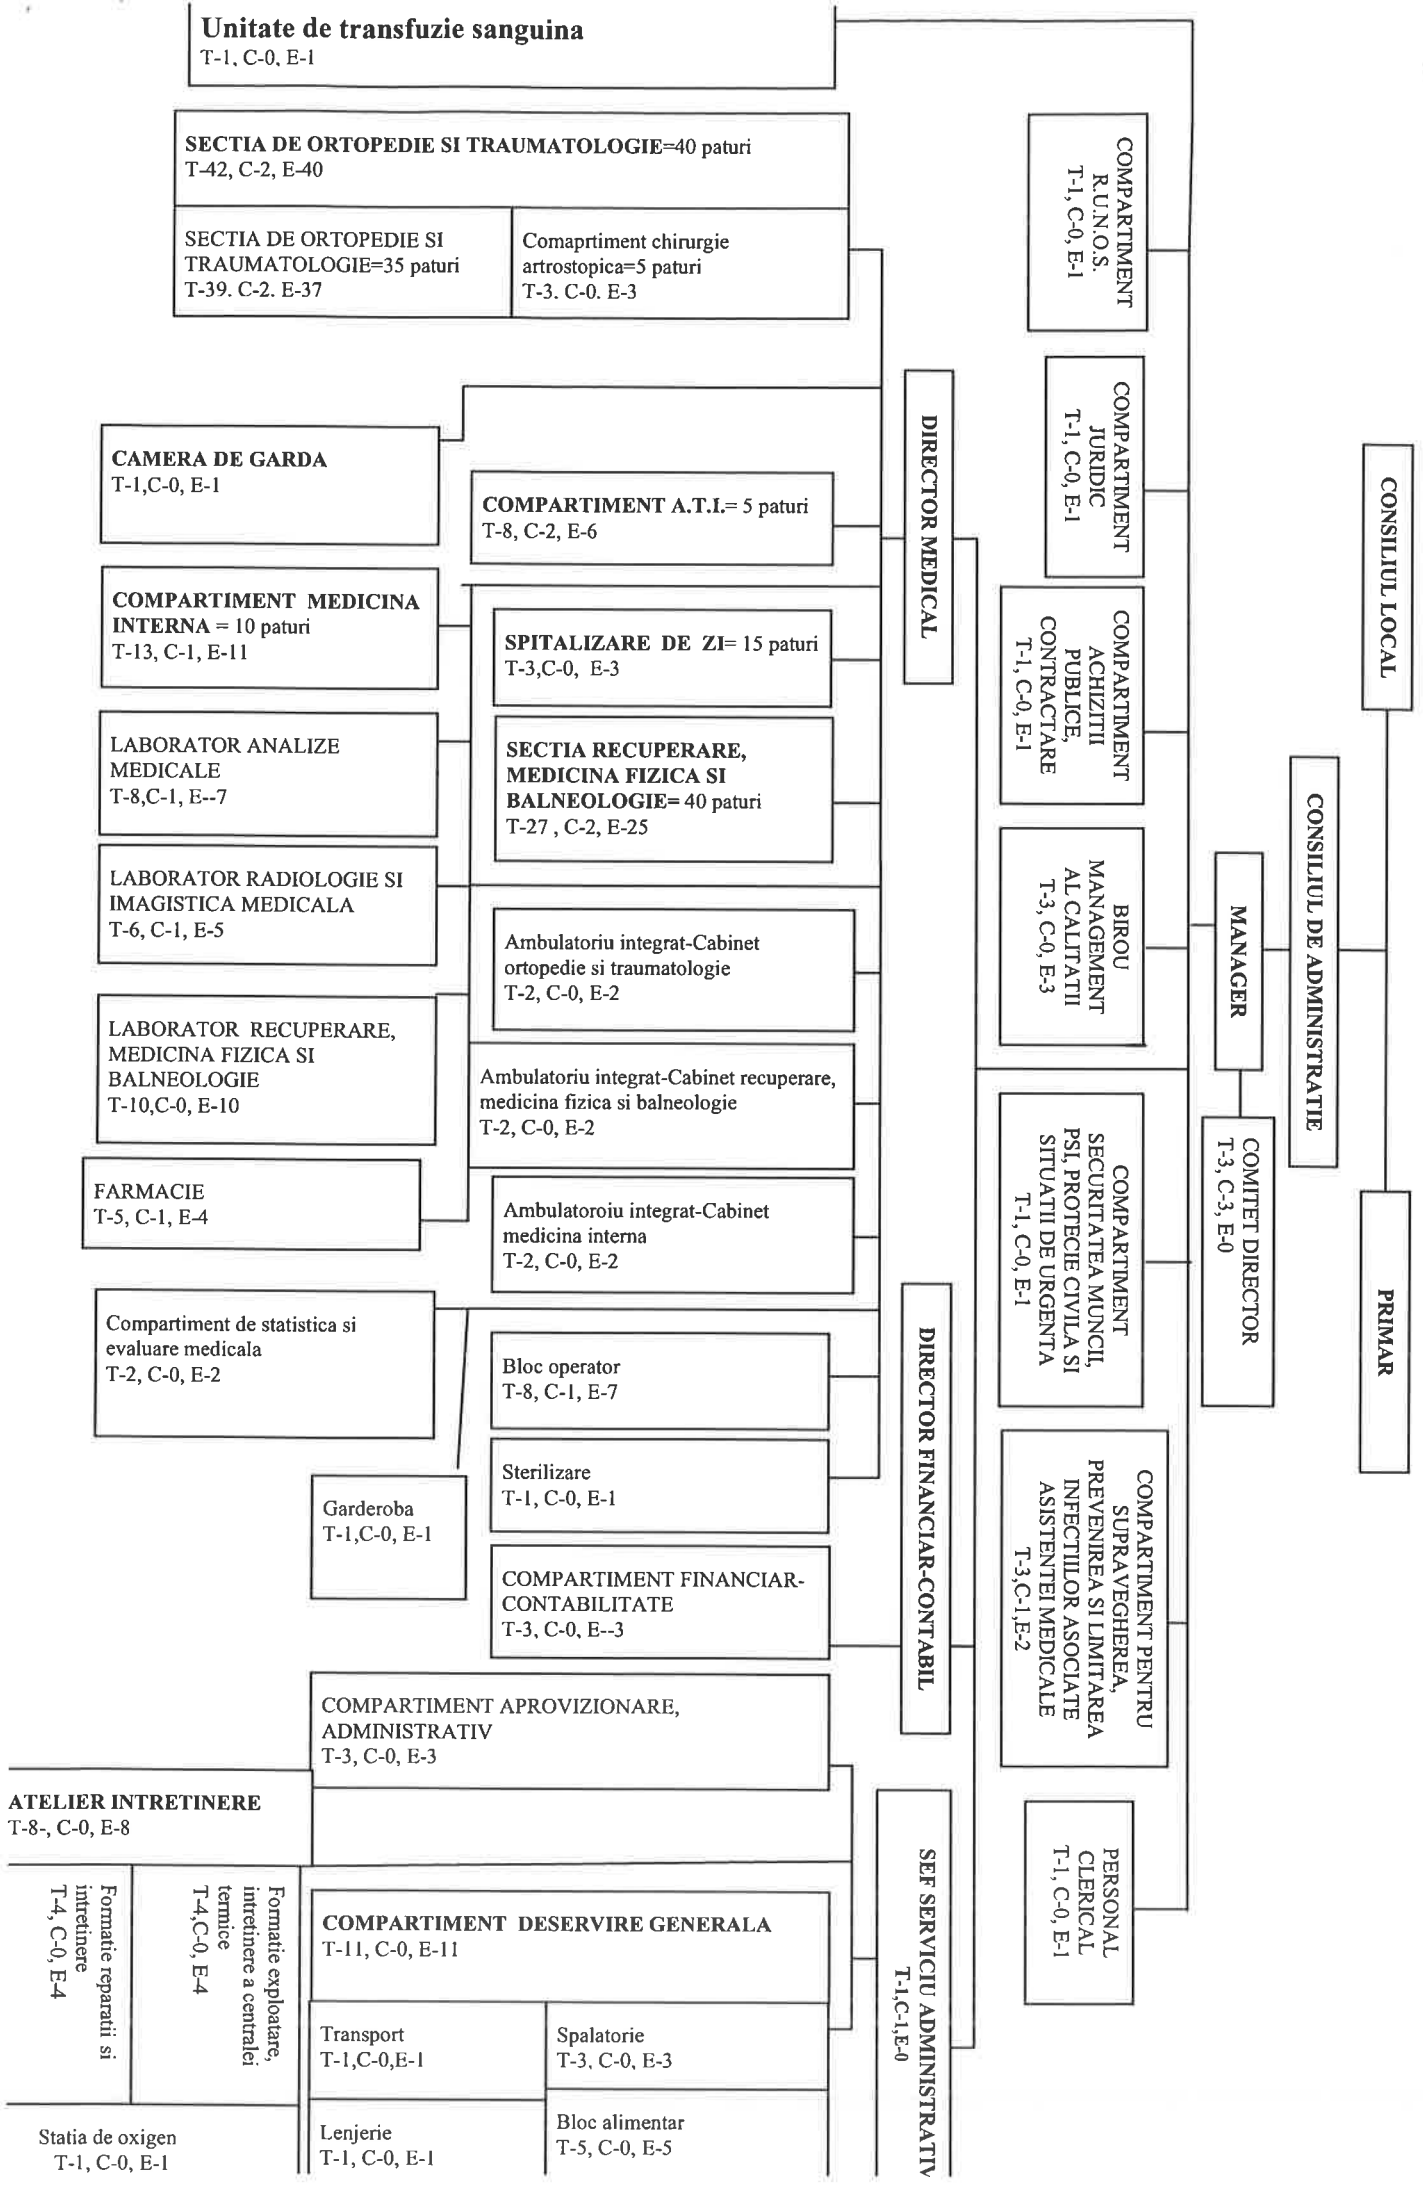 Unitate de transfuzie sanguina
T-1, C-0, E-1
SECTIA DE ORTOPEDIE SI TRAUMATOLOGIE=40 paturi
T-42, C-2, E-40
SECTIA DE ORTOPEDIE SI
TRAUMATOLOGIE=35 paturi
T-39. C-2. E-37
Comaprtiment chirurgie
artrostopica=5 paturi
T-3. C-0. E-3
CAMERA DE GARDA
T-1,C-0, E-1
COMPARTIMENT A.T.I.= 5 paturi
T-8, C-2, E-6
COMPARTIMENT MEDICINA
INTERNA = 10 paturi
T-13, C-1, E-11
SPITALIZARE DE ZI= 15 paturi
T-3,C-0, E-3
LABORATOR ANALIZE
MEDICALE
T-8,C-1, E--7
SECTIA RECUPERARE,
MEDICINA FIZICA SI
BALNEOLOGIE= 40 paturi
T-27 , C-2, E-25
LABORATOR RADIOLOGIE SI
IMAGISTICA MEDICALA
T-6, C-1, E-5
Ambulatoriu integrat-Cabinet
ortopedie si traumatologie
T-2, C-0, E-2
LABORATOR RECUPERARE,
MEDICINA FIZICA SI
BALNEOLOGIE
T-10,C-0, E-10
Ambulatoriu integrat-Cabinet recuperare,
medicina fizica si balneologie
T-2, C-0, E-2
FARMACIE
T-5, C-1, E-4
Ambulatoroiu integrat-Cabinet
medicina interna
T-2, C-0, E-2
Compartiment de statistica si
evaluare medicala
T-2, C-0, E-2
Bloc operator
T-8, C-1, E-7
Sterilizare
T-1, C-0, E-1
Garderoba
T-1,C-0, E-1
COMPARTIMENT FINANCIAR-
CONTABILITATE
T-3, C-0, E--3
COMPARTIMENT APROVIZIONARE,
ADMINISTRATIV
T-3, C-0, E-3
ATELIER INTRETINERE
T-8-, C-0, E-8
Formatie reparatii si
intretinere
T-4, C-0, E-4
Formatie exploatare,
intretinere a centralei
termice
T-4,C-0, E-4
Statia de oxigen
T-1, C-0, E-1
COMPARTIMENT DESERVIRE GENERALA
T-11, C-0, E-11
Transport
T-1,C-0,E-1
Spalatorie
T-3, C-0, E-3
Lenjerie
T-1, C-0, E-1
Bloc alimentar
T-5, C-0, E-5
DIRECTOR MEDICAL
DIRECTOR FINANCIAR-CONTABIL
SEF SERVICIU ADMINISTRATIV
T-1,C-1,E-0
COMPARTIMENT
R.U.N.O.S.
T-1, C-0, E-1
COMPARTIMENT
JURIDIC
T-1, C-0, E-1
COMPARTIMENT
ACHIZITII
PUBLICE,
CONTRACTARE
T-1, C-0, E-1
BIROU
MANAGEMENT
AL CALITATII
T-3, C-0, E-3
COMPARTIMENT
SECURITATEA MUNCII,
PSI, PROTECIE CIVILA SI
SITUATII DE URGENTA
T-1, C-0, E-1
COMPARTIMENT PENTRU
SUPRAVEGHEREA,
PREVENIREA SI LIMITAREA
INFECTIILOR ASOCIATE
ASISTENTEI MEDICALE
T-3,C-1,E-2
PERSONAL
CLERICAL
T-1, C-0, E-1
MANAGER
COMITET DIRECTOR
T-3, C-3, E-0
CONSILIUL DE ADMINISTRATIE
CONSILIUL LOCAL
PRIMAR